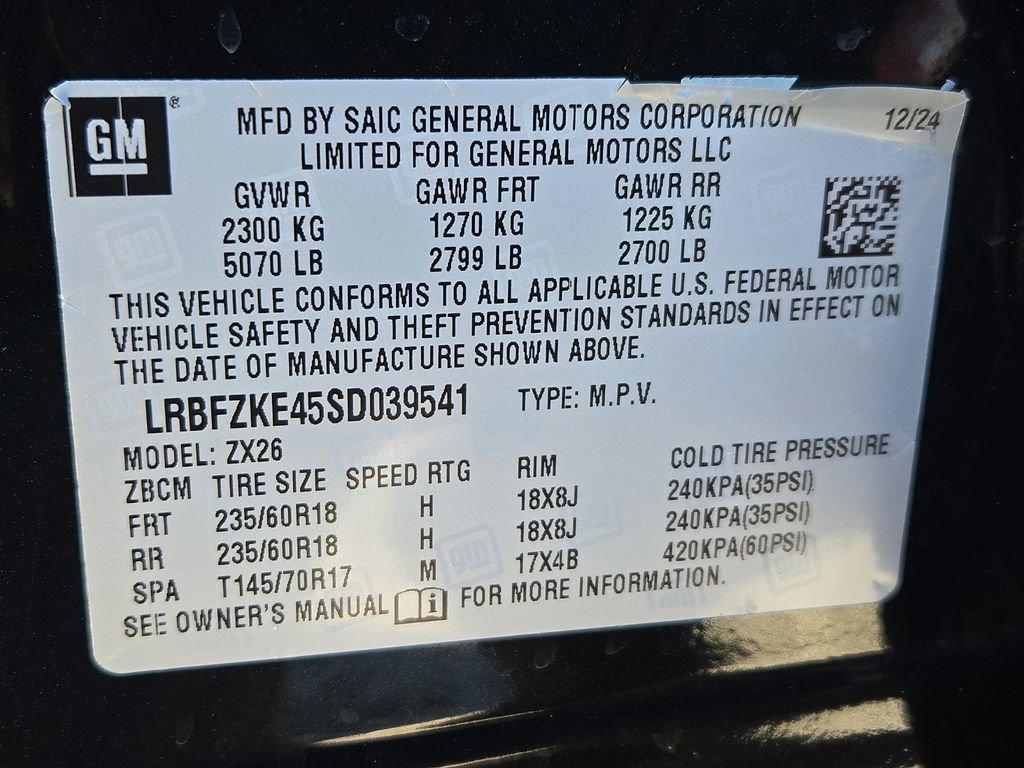 GM ®
MFD BY SAIC GENERAL MOTORS CORPORATION 12/24
LIMITED FOR GENERAL MOTORS LLC
GVWR GAWR FRT GAWR RR
2300 KG 1270 KG 1225 KG
5070 LB 2799 LB 2700 LB
THIS VEHICLE CONFORMS TO ALL APPLICABLE U.S. FEDERAL MOTOR
VEHICLE SAFETY AND THEFT PREVENTION STANDARDS IN EFFECT ON
THE DATE OF MANUFACTURE SHOWN ABOVE.
LRBFZKE45SD039541 TYPE: M.P.V.
MODEL: ZX26
ZBCM TIRE SIZE SPEED RTG RIM COLD TIRE PRESSURE
FRT 235/60R18 H 18X8J 240KPA(35PSI)
RR 235/60R18 H 18X8J 240KPA(35PSI)
SPA T145/70R17 M 17X4B 420KPA(60PSI)
SEE OWNER'S MANUAL i FOR MORE INFORMATION.